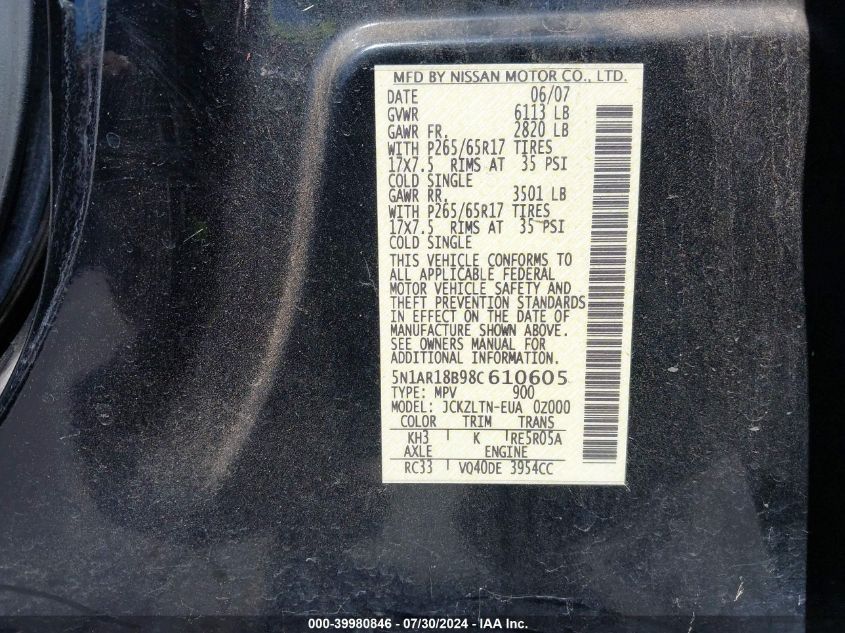 MFD BY NISSAN MOTOR CO., LTD.
DATE 06/07
GVWR 6113 LB
GAWR FR. 2820 LB
WITH P265/65R17 TIRES
17X7.5 RIMS AT 35 PSI
COLD SINGLE
GAWR RR. 3501 LB
WITH P265/65R17 TIRES
17X7.5 RIMS AT 35 PSI
COLD SINGLE
THIS VEHICLE CONFORMS TO
ALL APPLICABLE FEDERAL
MOTOR VEHICLE SAFETY AND
THEFT PREVENTION STANDARDS
IN EFFECT ON THE DATE OF
MANUFACTURE SHOWN ABOVE.
SEE OWNERS MANUAL FOR
ADDITIONAL INFORMATION.
5N1AR18B98C610605
TYPE: MPV 900
MODEL: JCKZLTN-EUA 0Z000
COLOR TRIM TRANS
KH3 K RE5R05A
AXLE ENGINE
RC33 VQ40DE 3954CC
000-39980846 - 07/30/2024 - IAA Inc.